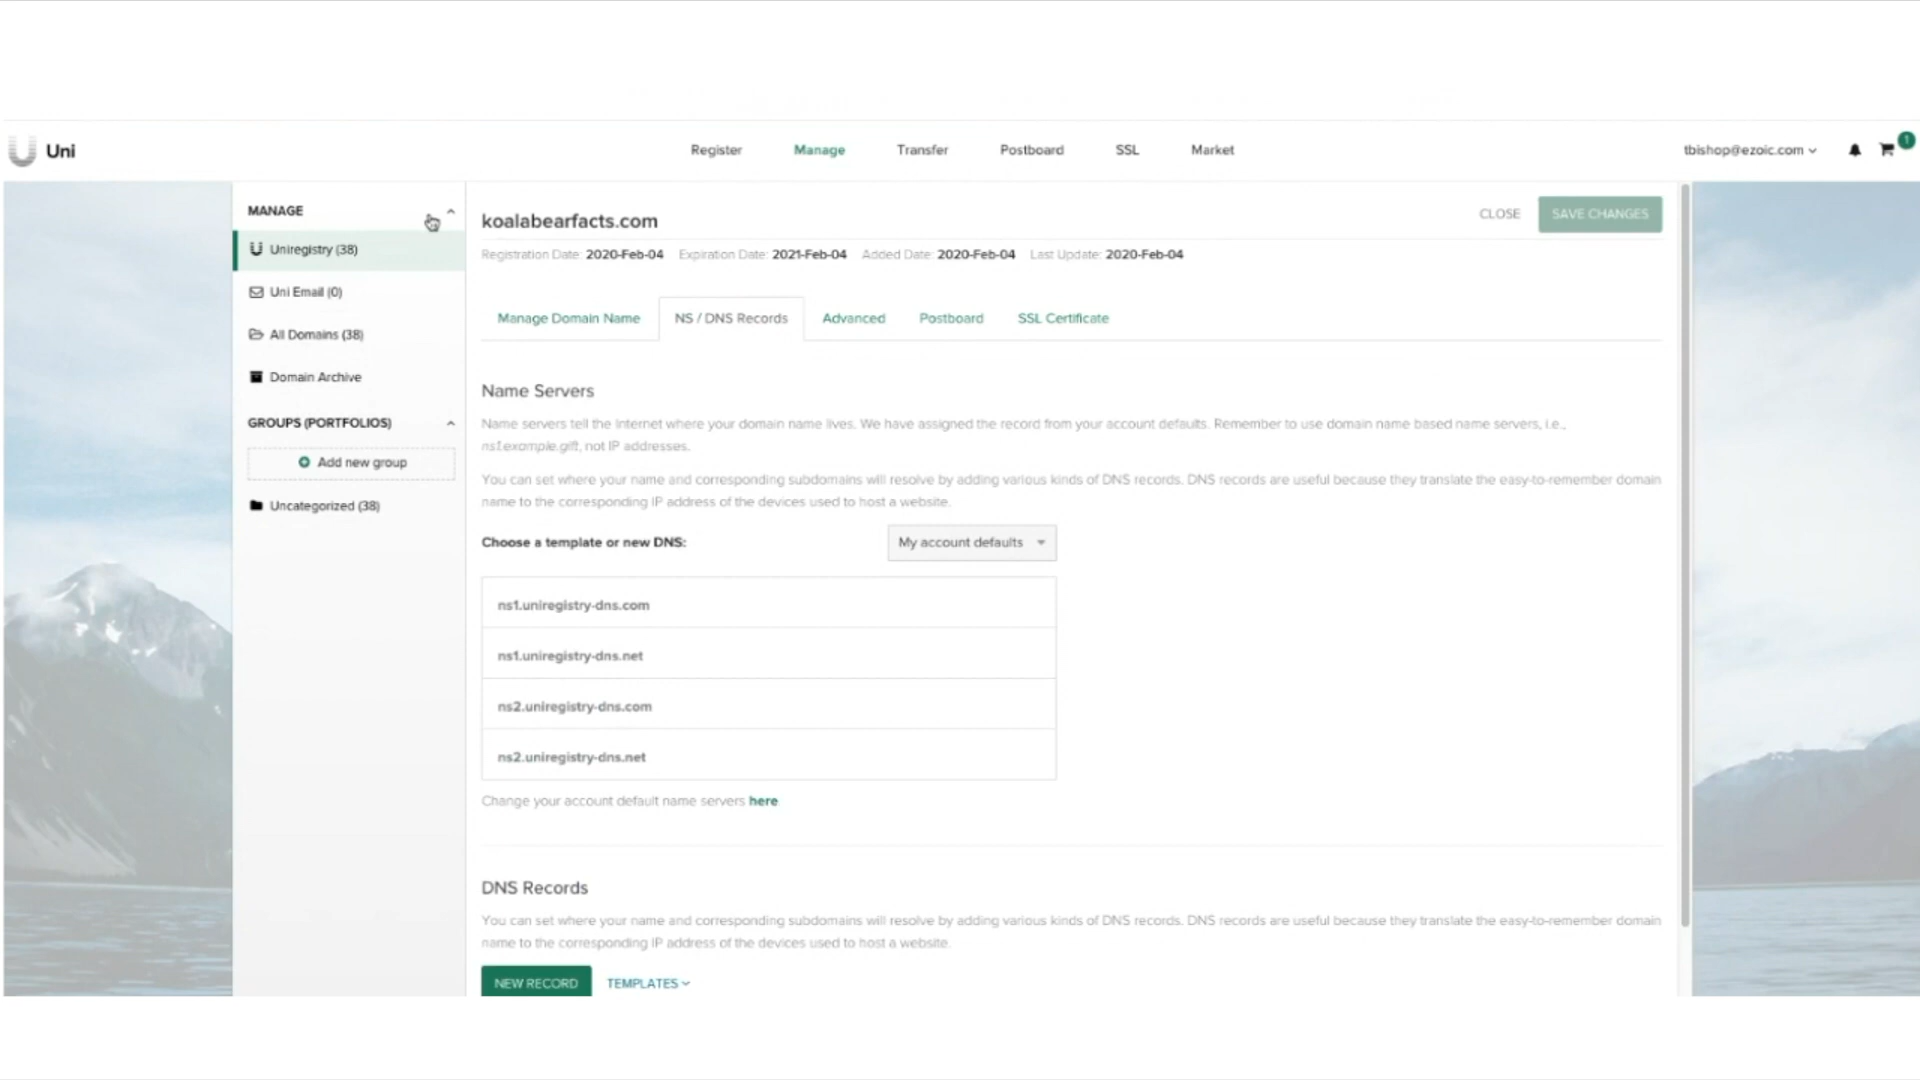 Uni
Register Manage Transfer Postboard SSL Market
tbishop@ezoic.com
1
MANAGE
Uniregistry (38)
Uni Email (0)
All Domains (38)
Domain Archive
GROUPS (PORTFOLIOS)
Add new group
Uncategorized (38)
koalabearfacts.com
CLOSE SAVE CHANGES
Registration Date: 2020-Feb-04 Expiration Date: 2021-Feb-04 Added Date: 2020-Feb-04 Last Update: 2020-Feb-04
Manage Domain Name NS / DNS Records Advanced Postboard SSL Certificate
Name Servers
Name servers tell the Internet where your domain name lives. We have assigned the record from your account defaults. Remember to use domain name based name servers, i.e.,
ns1.example.gift, not IP addresses.
You can set where your name and corresponding subdomains will resolve by adding various kinds of DNS records. DNS records are useful because they translate the easy-to-remember domain
name to the corresponding IP address of the devices used to host a website.
Choose a template or new DNS: My account defaults
ns1.uniregistry-dns.com
ns1.uniregistry-dns.net
ns2.uniregistry-dns.com
ns2.uniregistry-dns.net
Change your account default name servers here
DNS Records
You can set where your name and corresponding subdomains will resolve by adding various kinds of DNS records. DNS records are useful because they translate the easy-to-remember domain
name to the corresponding IP address of the devices used to host a website.
NEW RECORD TEMPLATES